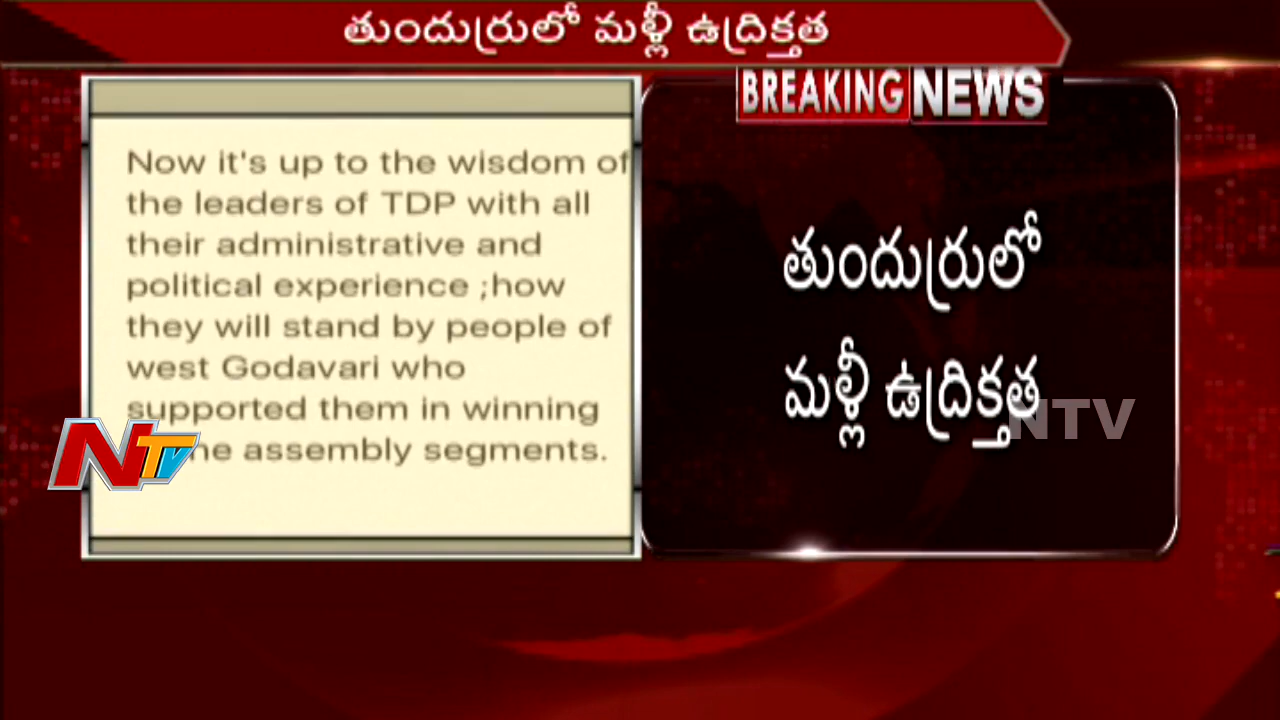 తుందుర్రులో మళ్లీ ఉద్రిక్తత
BREAKING NEWS
Now it's up to the wisdom of
the leaders of TDP with all
their administrative and
political experience ;how
they will stand by people of
west Godavari who
supported them in winning
assembly segments.
తుందుర్రులో
మళ్లీ ఉద్రిక్తత
NTV
NTV